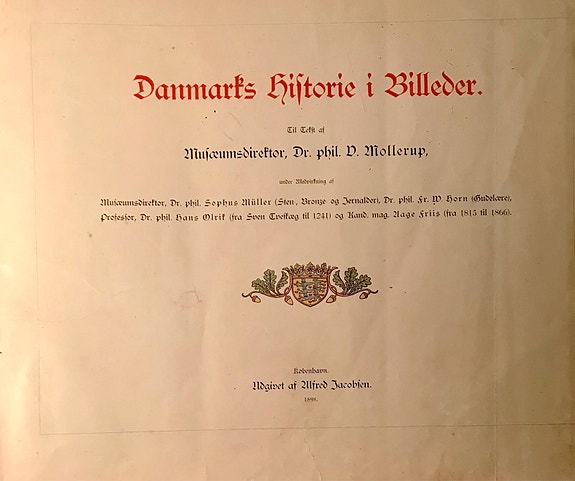 Danmarks Historie i Billeder.
Til Tekst af
Musæumsdirektor, Dr. phil. V. Mollerup,
under Medvirkning af
Musæumsdirektor, Dr. phil. Sophus Müller (Sten, Bronze og Jernalder), Dr. phil. Fr. W. Horn (Gudelære),
Professor, Dr. phil. Hans Olrik (fra Sven Tveskæg til 1241) og Kand. mag. Aage Friis (fra 1815 til 1866).
København.
Udgivet af Alfred Jacobsen.
1898.